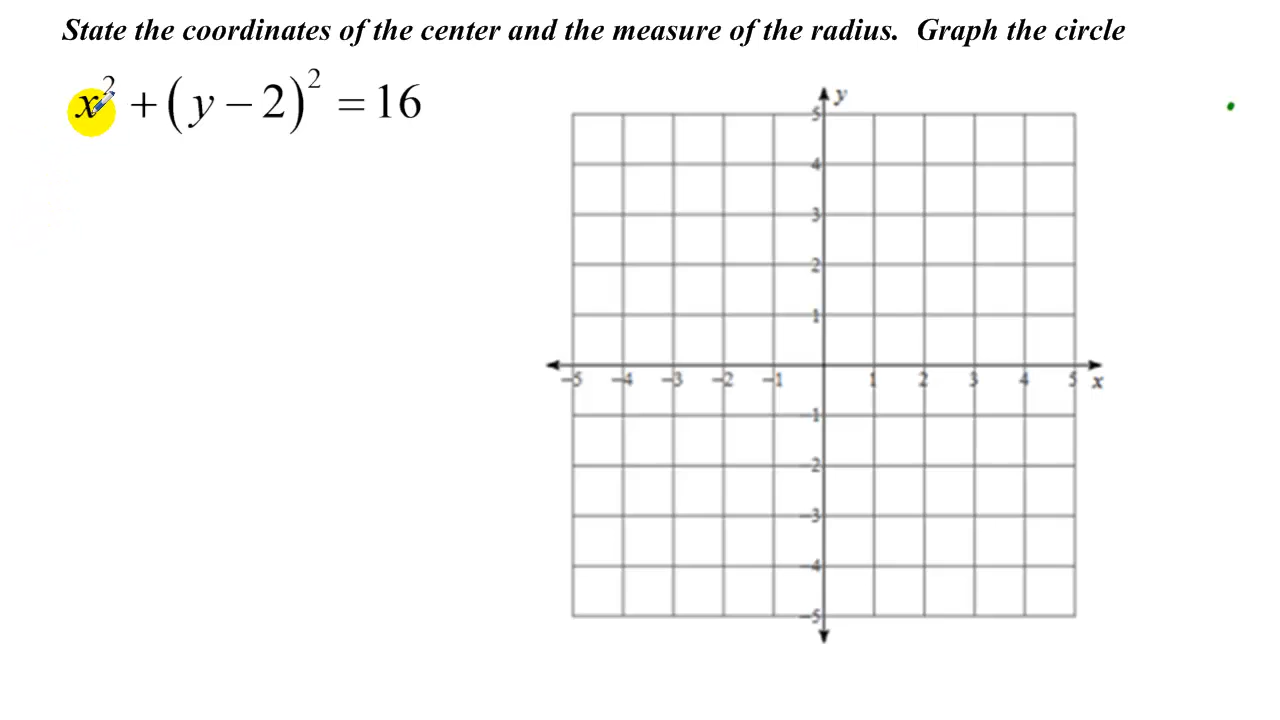 State the coordinates of the center and the measure of the radius.  Graph the circle
x² + (y − 2)² = 16
y
5
4
3
2
1
−5 −4 −3 −2 −1 1 2 3 4 5 x
−1
−2
−3
−4
−5